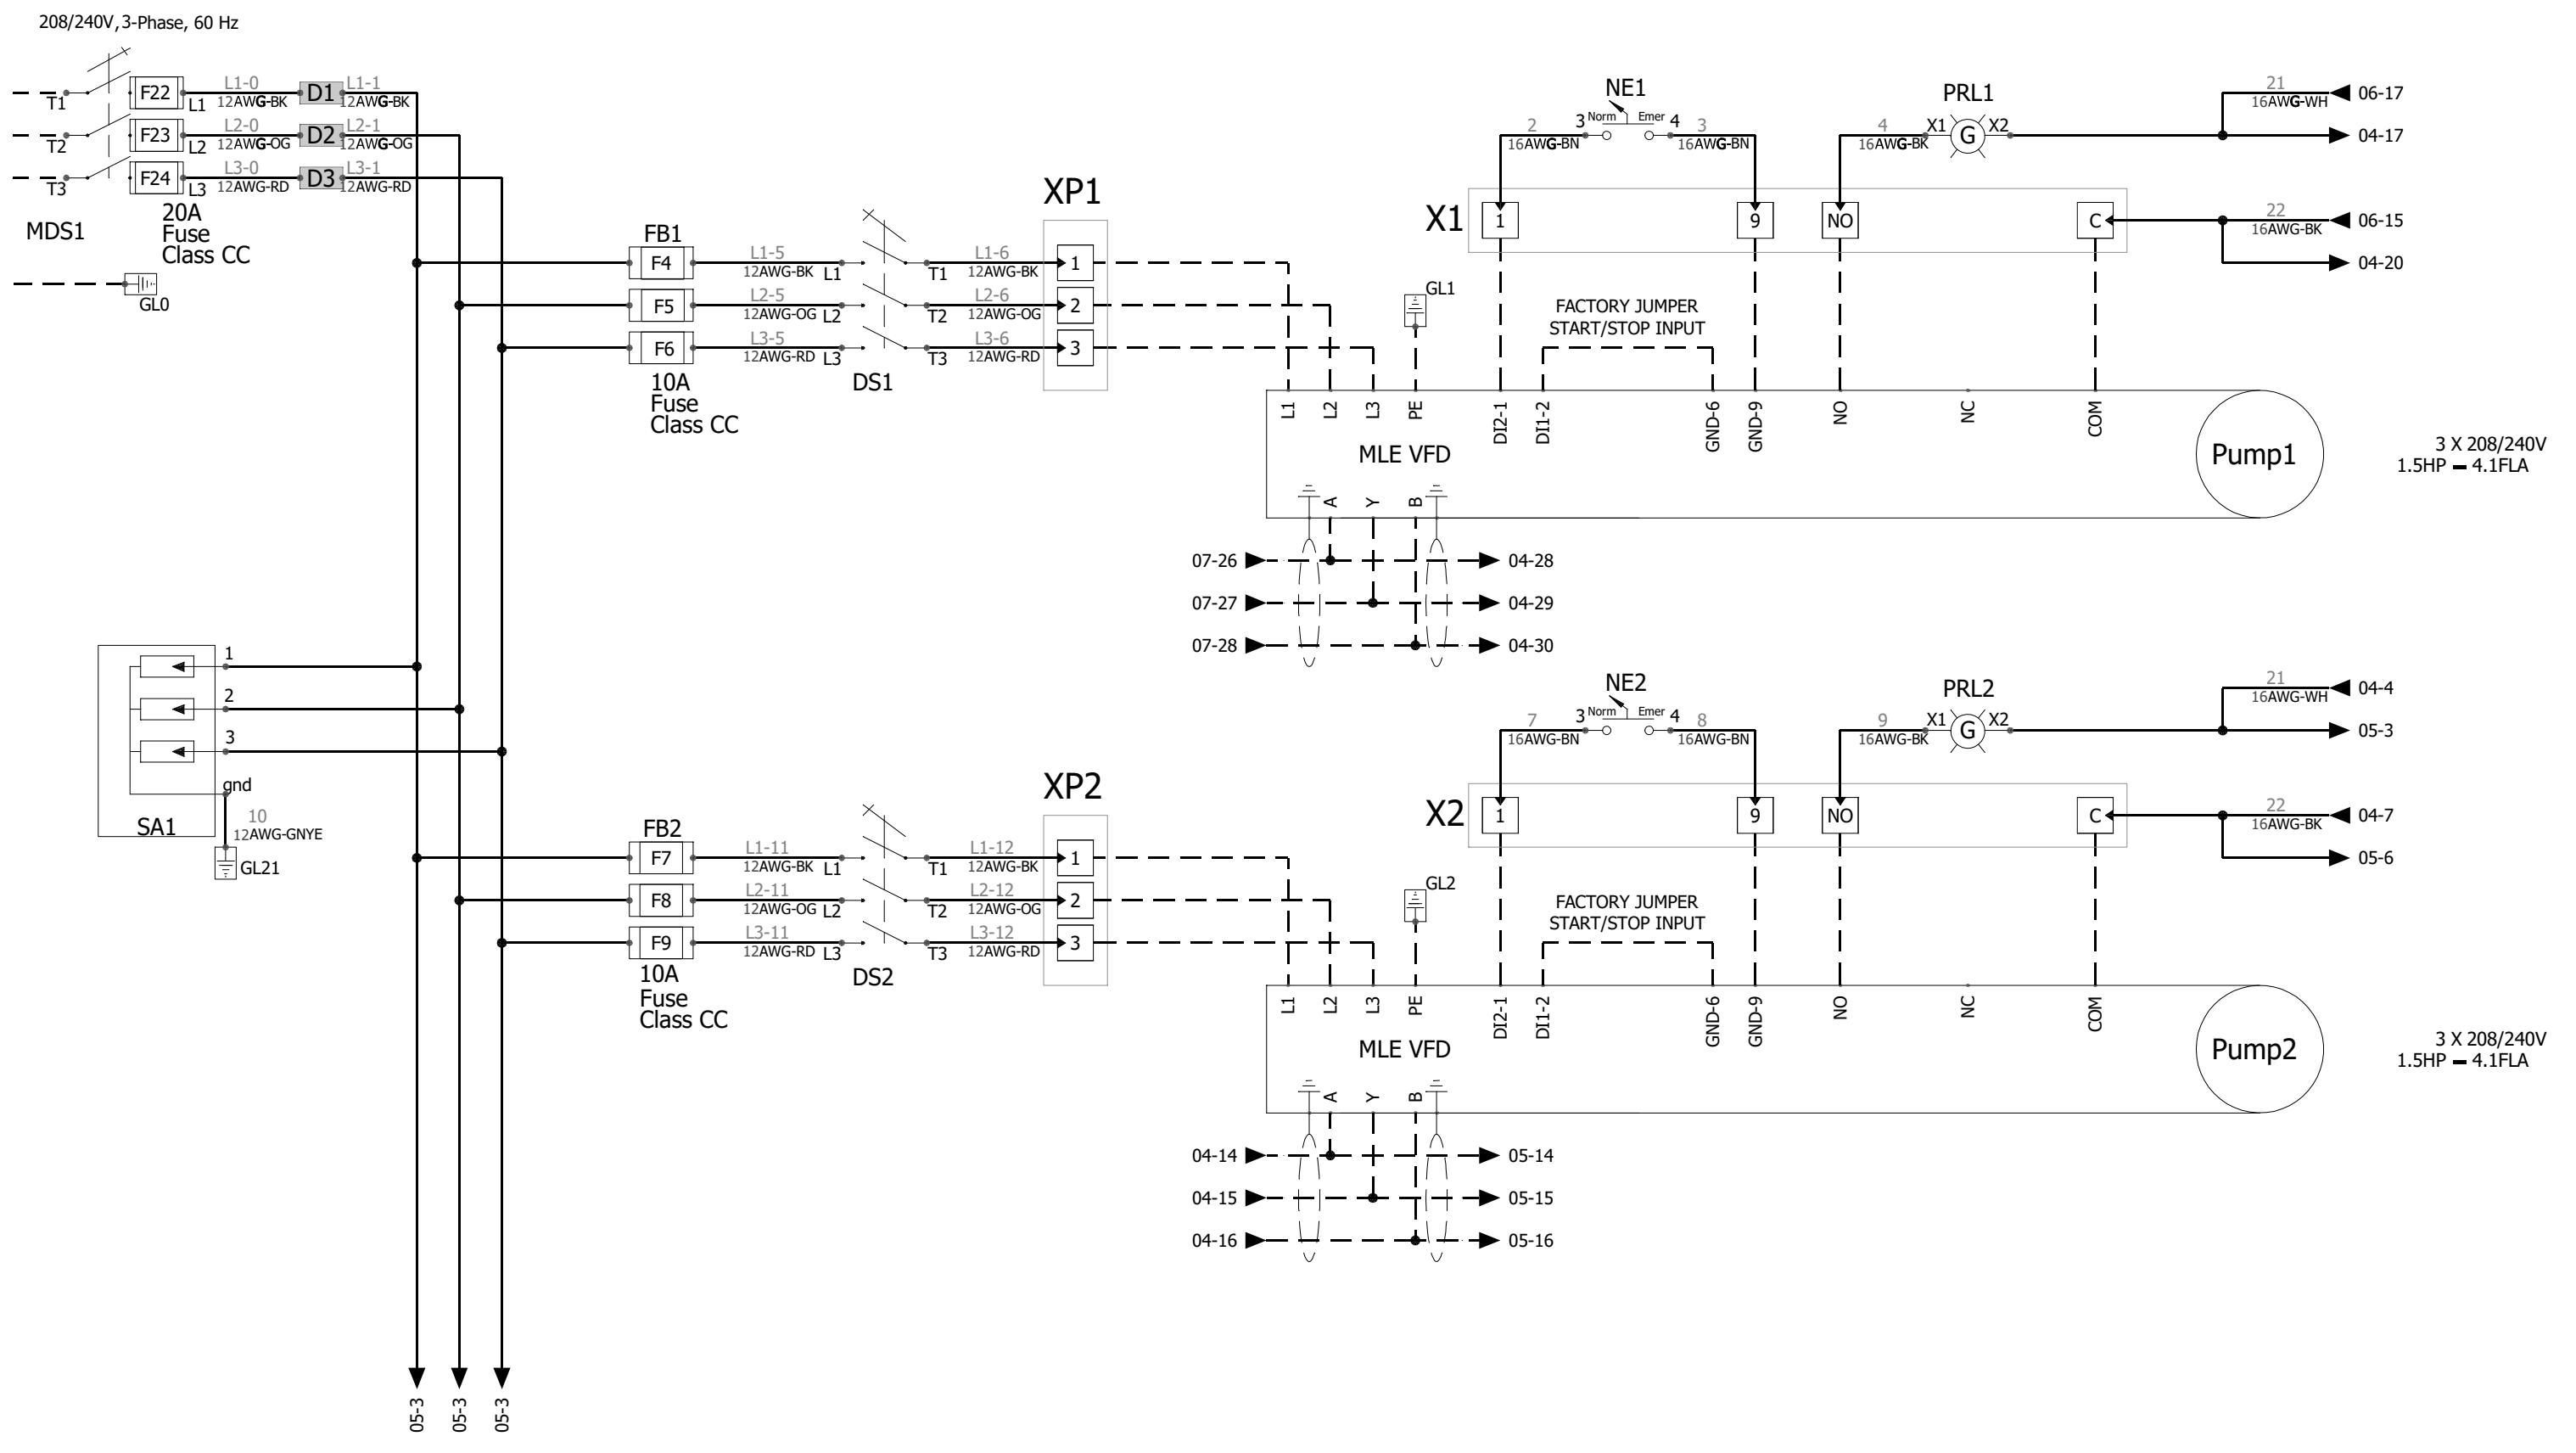 208/240V,3-Phase, 60 Hz
T1 F22 L1 L1-0 12AWG-BK D1 L1-1 12AWG-BK
T2 F23 L2 L2-0 12AWG-OG D2 L2-1 12AWG-OG
T3 F24 L3 L3-0 12AWG-RD D3 L3-1 12AWG-RD
MDS1
20A
Fuse
Class CC
GL0
FB1
F4 L1-5 12AWG-BK L1 T1 L1-6 12AWG-BK 1
F5 L2-5 12AWG-OG L2 T2 L2-6 12AWG-OG 2
F6 L3-5 12AWG-RD L3 T3 L3-6 12AWG-RD 3
10A
Fuse
Class CC
DS1
XP1
NE1
2 16AWG-BN 3 Norm Emer 4 3 16AWG-BN
PRL1
4 16AWG-BK X1 G X2
21 16AWG-WH 06-17
04-17
X1 1 9 NO C
22 16AWG-BK 06-15
04-20
GL1
FACTORY JUMPER
START/STOP INPUT
L1 L2 L3 PE DI2-1 DI1-2 GND-6 GND-9 NO NC COM
MLE VFD
Pump1
3 X 208/240V
1.5HP - 4.1FLA
A Y B
07-26 04-28
07-27 04-29
07-28 04-30
1
2
3
gnd
SA1
10
12AWG-GNYE
GL21
FB2
F7 L1-11 12AWG-BK L1 T1 L1-12 12AWG-BK 1
F8 L2-11 12AWG-OG L2 T2 L2-12 12AWG-OG 2
F9 L3-11 12AWG-RD L3 T3 L3-12 12AWG-RD 3
10A
Fuse
Class CC
DS2
XP2
NE2
7 16AWG-BN 3 Norm Emer 4 8 16AWG-BN
PRL2
9 16AWG-BK X1 G X2
21 16AWG-WH 04-4
05-3
X2 1 9 NO C
22 16AWG-BK 04-7
05-6
GL2
FACTORY JUMPER
START/STOP INPUT
L1 L2 L3 PE DI2-1 DI1-2 GND-6 GND-9 NO NC COM
MLE VFD
Pump2
3 X 208/240V
1.5HP - 4.1FLA
A Y B
04-14 05-14
04-15 05-15
04-16 05-16
05-3 05-3 05-3